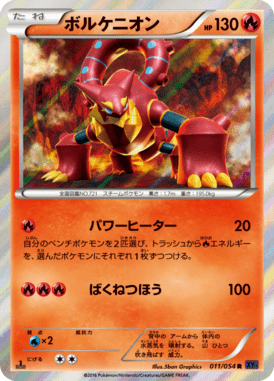 たね ボルケニオン HP130
全国図鑑NO.721 スチームポケモン 高さ:1.7m 重さ:195.0kg
パワーヒーター 20
自分のベンチポケモンを2匹選び、トラッシュから エネルギー
を、選んだポケモンにそれぞれ1枚ずつつける。
ばくねつほう 100
弱点 抵抗力
×2
にげる
Illus.5ban Graphics
011/054 R XY
©2016 Pokémon/Nintendo/Creatures/GAME FREAK.